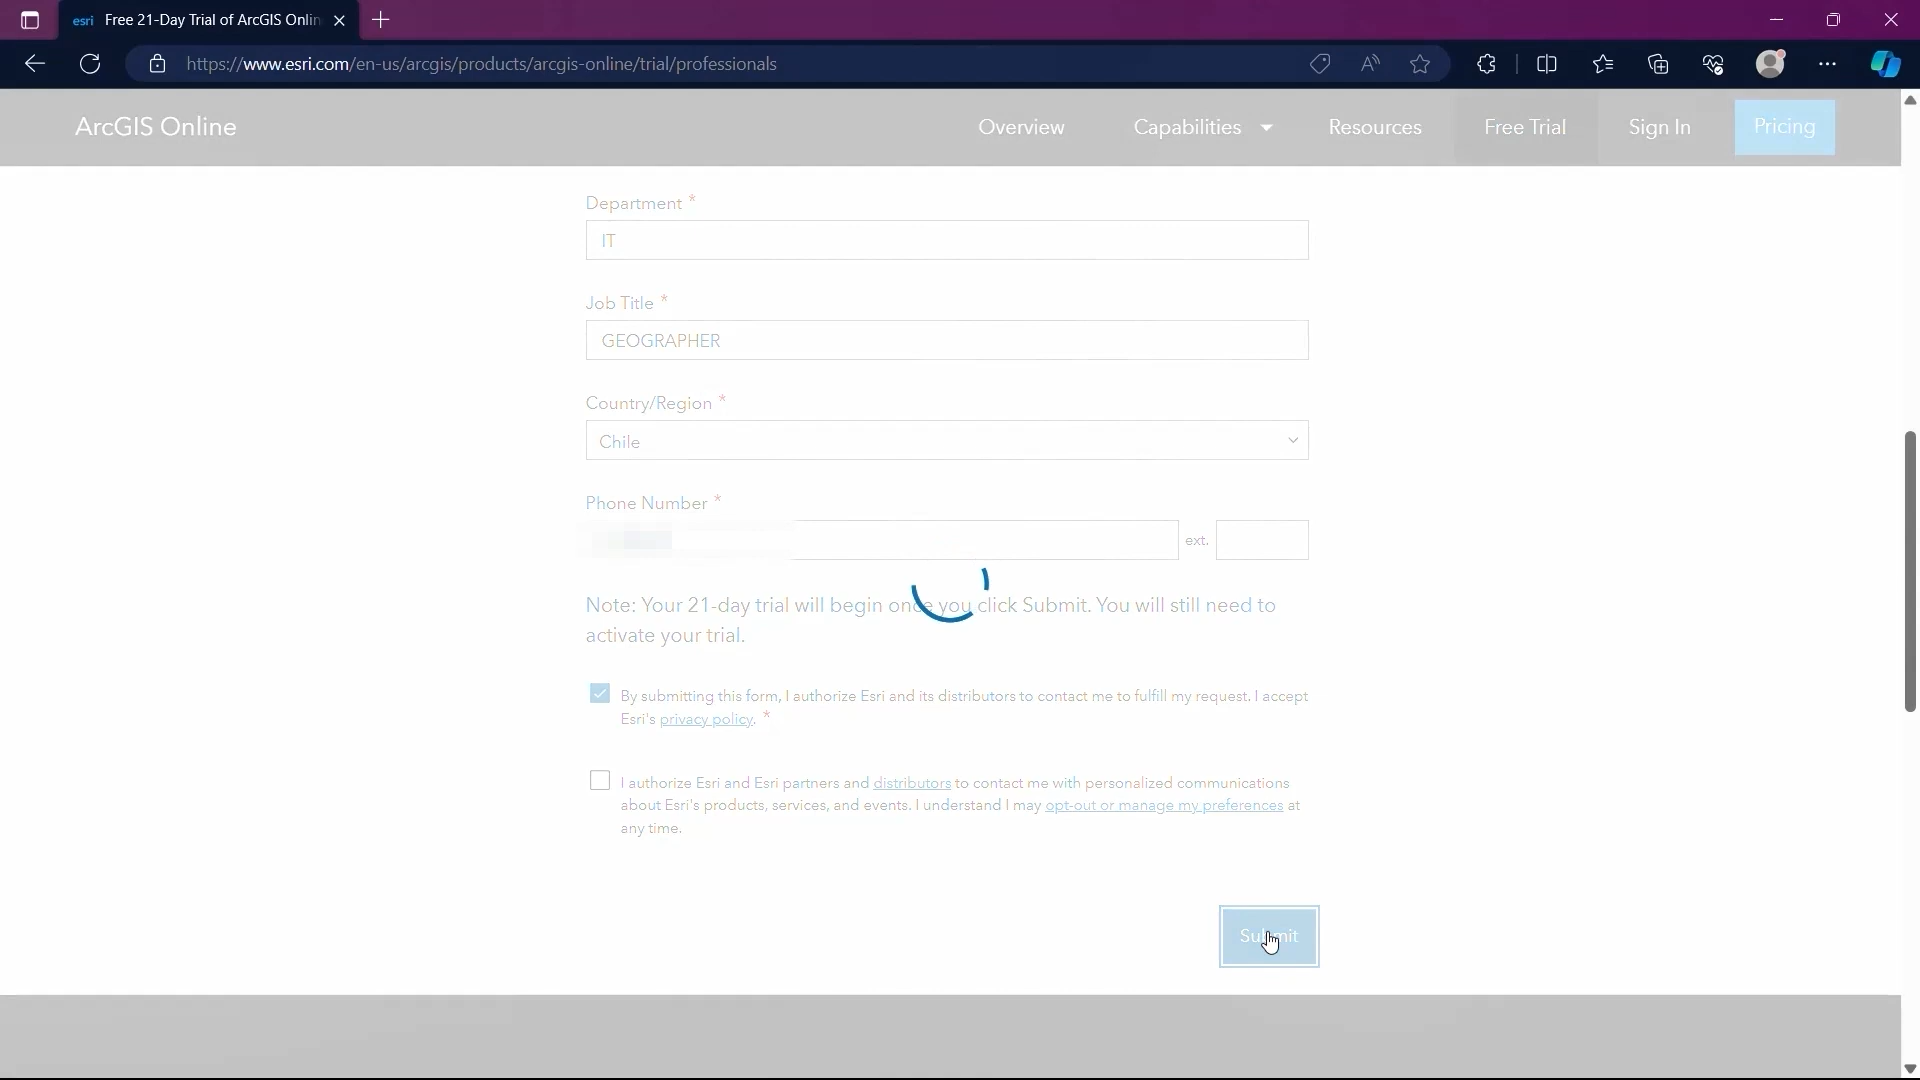 esri Free 21-Day Trial of ArcGIS Onlin
https://www.esri.com/en-us/arcgis/products/arcgis-online/trial/professionals
ArcGIS Online
Overview
Capabilities
Resources
Free Trial
Sign In
Pricing
Department *
IT
Job Title *
GEOGRAPHER
Country/Region *
Chile
Phone Number *
ext.
Note: Your 21-day trial will begin once you click Submit. You will still need to
activate your trial.
By submitting this form, I authorize Esri and its distributors to contact me to fulfill my request. I accept
Esri's privacy policy. *
I authorize Esri and Esri partners and distributors to contact me with personalized communications
about Esri's products, services, and events. I understand I may opt-out or manage my preferences at
any time.
Submit